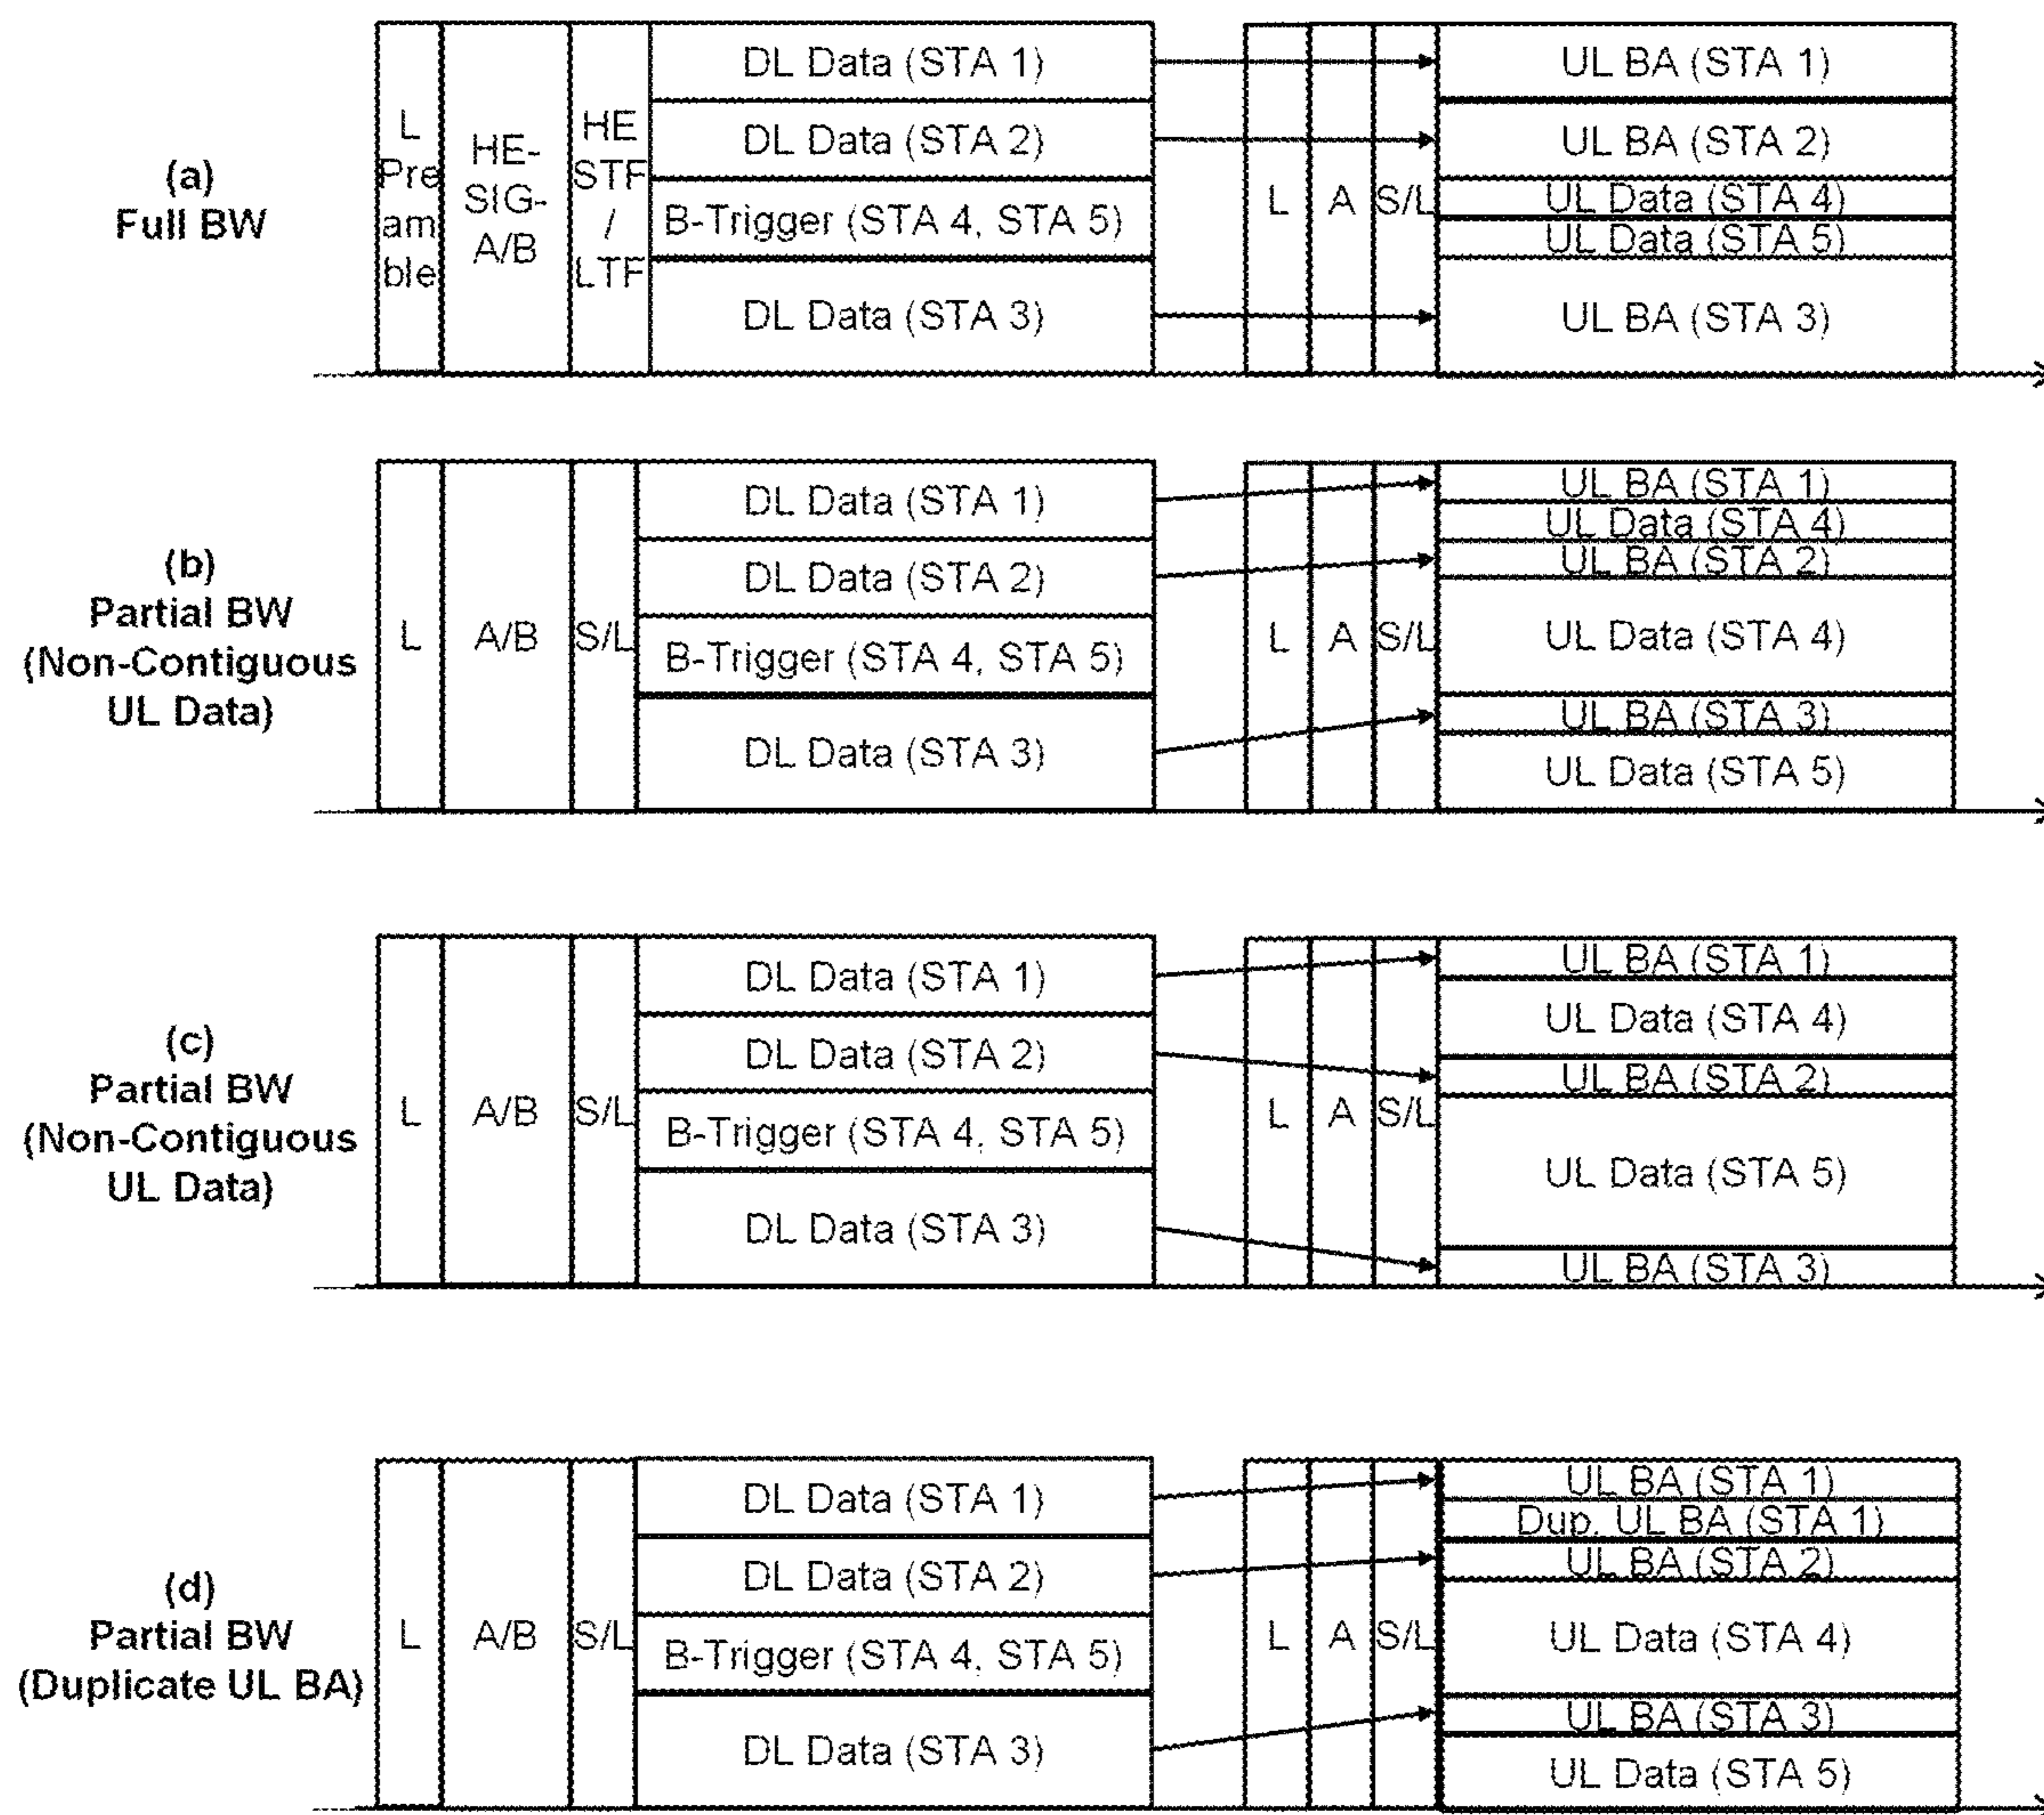 (a)
Full BW
L
Pre
am
ble
HE-
SIG-
A/B
HE
STF
/
LTF
DL Data (STA 1)
DL Data (STA 2)
B-Trigger (STA 4, STA 5)
DL Data (STA 3)
L
A
S/L
UL BA (STA 1)
UL BA (STA 2)
UL Data (STA 4)
UL Data (STA 5)
UL BA (STA 3)
(b)
Partial BW
(Non-Contiguous
UL Data)
L
A/B
S/L
DL Data (STA 1)
DL Data (STA 2)
B-Trigger (STA 4, STA 5)
DL Data (STA 3)
L
A
S/L
UL BA (STA 1)
UL Data (STA 4)
UL BA (STA 2)
UL Data (STA 4)
UL BA (STA 3)
UL Data (STA 5)
(c)
Partial BW
(Non-Contiguous
UL Data)
L
A/B
S/L
DL Data (STA 1)
DL Data (STA 2)
B-Trigger (STA 4, STA 5)
DL Data (STA 3)
L
A
S/L
UL BA (STA 1)
UL Data (STA 4)
UL BA (STA 2)
UL Data (STA 5)
UL BA (STA 3)
(d)
Partial BW
(Duplicate UL BA)
L
A/B
S/L
DL Data (STA 1)
DL Data (STA 2)
B-Trigger (STA 4, STA 5)
DL Data (STA 3)
L
A
S/L
UL BA (STA 1)
Dup. UL BA (STA 1)
UL BA (STA 2)
UL Data (STA 4)
UL BA (STA 3)
UL Data (STA 5)